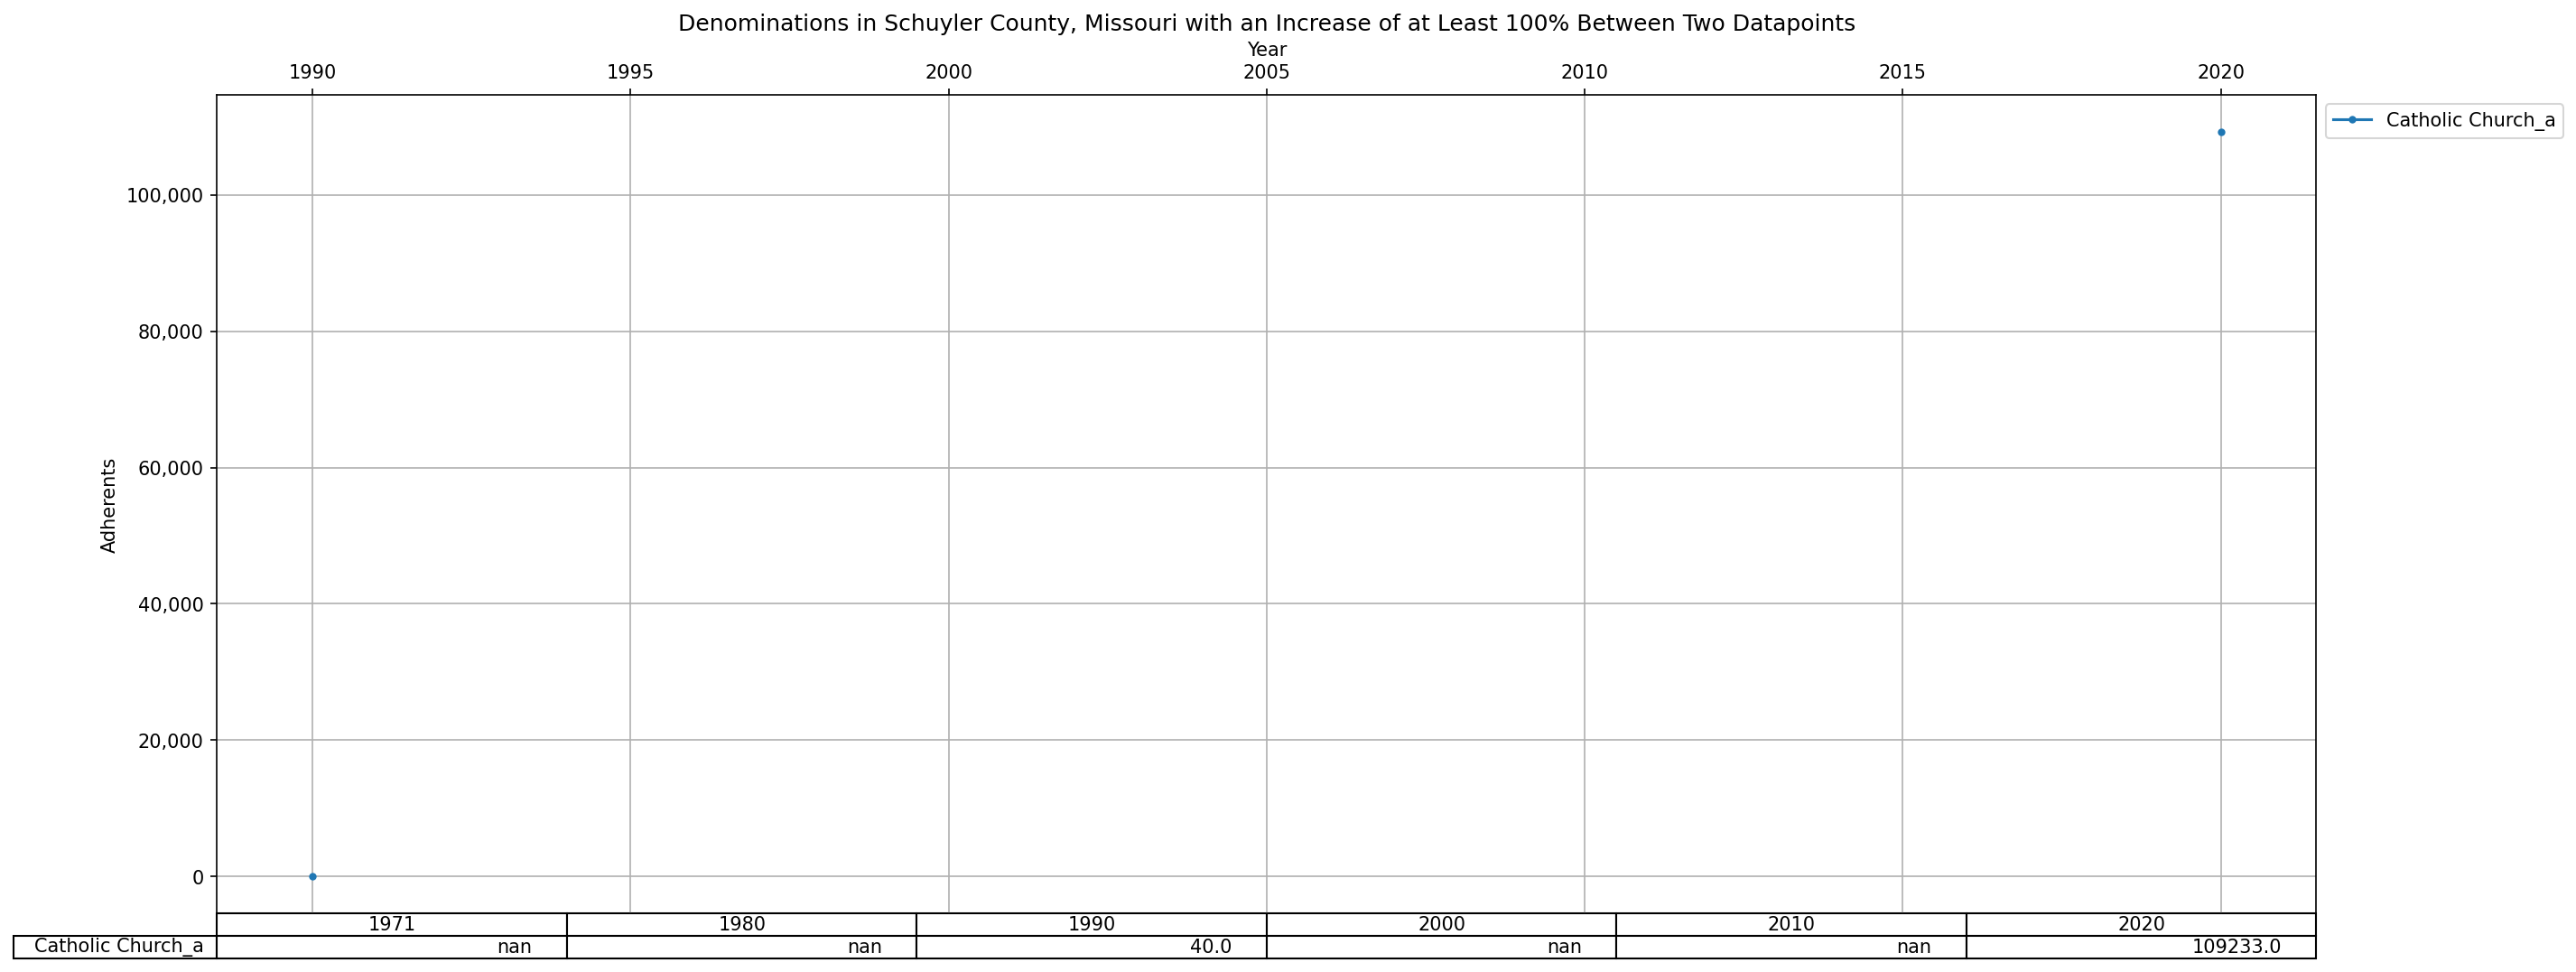 Denominations in Schuyler County, Missouri with an Increase of at Least 100% Between Two Datapoints
Year
1990 1995 2000 2005 2010 2015 2020
Catholic Church_a
100,000
80,000
60,000
Adherents
40,000
20,000
0
1971 1980 1990 2000 2010 2020
Catholic Church_a nan nan 40.0 nan nan 109233.0